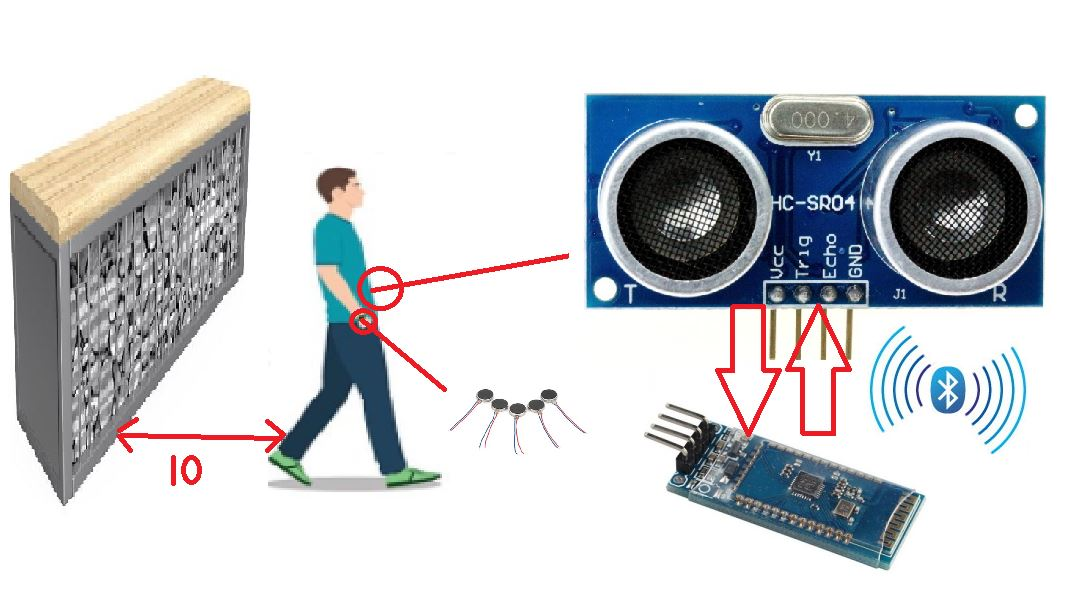 4.000
Y1
HC-SR04
Vcc
Trig
Echo
GND
T
J1
R
10